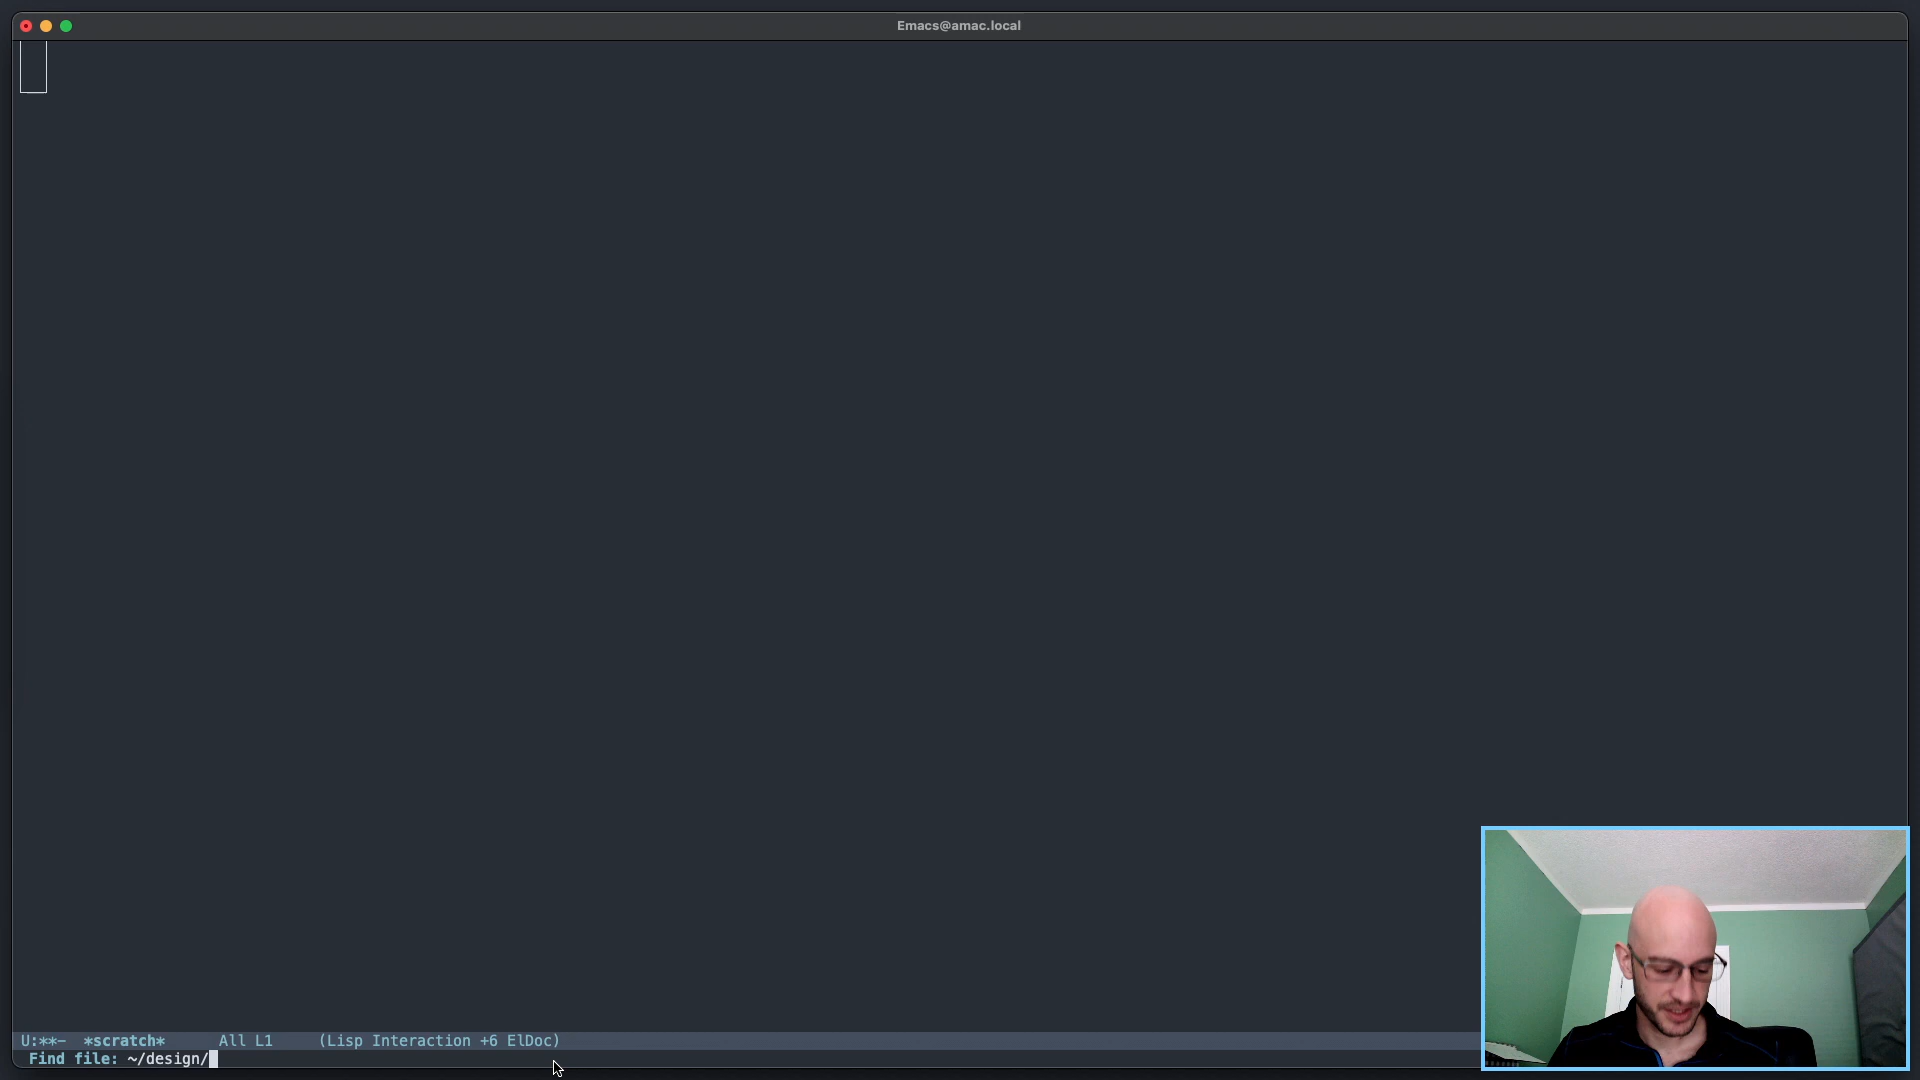 Emacs@amac.local
U:**-  *scratch*      All L1     (Lisp Interaction +6 ElDoc)
Find file: ~/design/